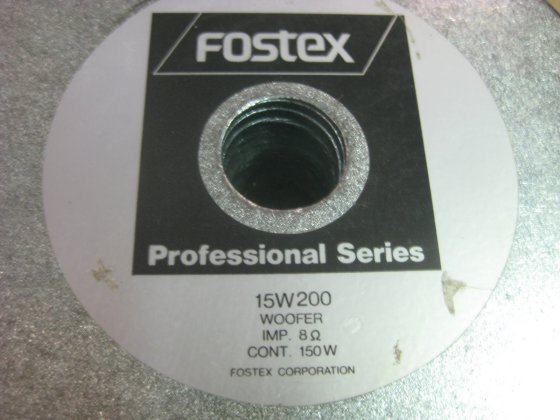 FOSTEX
Professional Series
15W200
WOOFER
IMP. 8Ω
CONT. 150W
FOSTEX CORPORATION